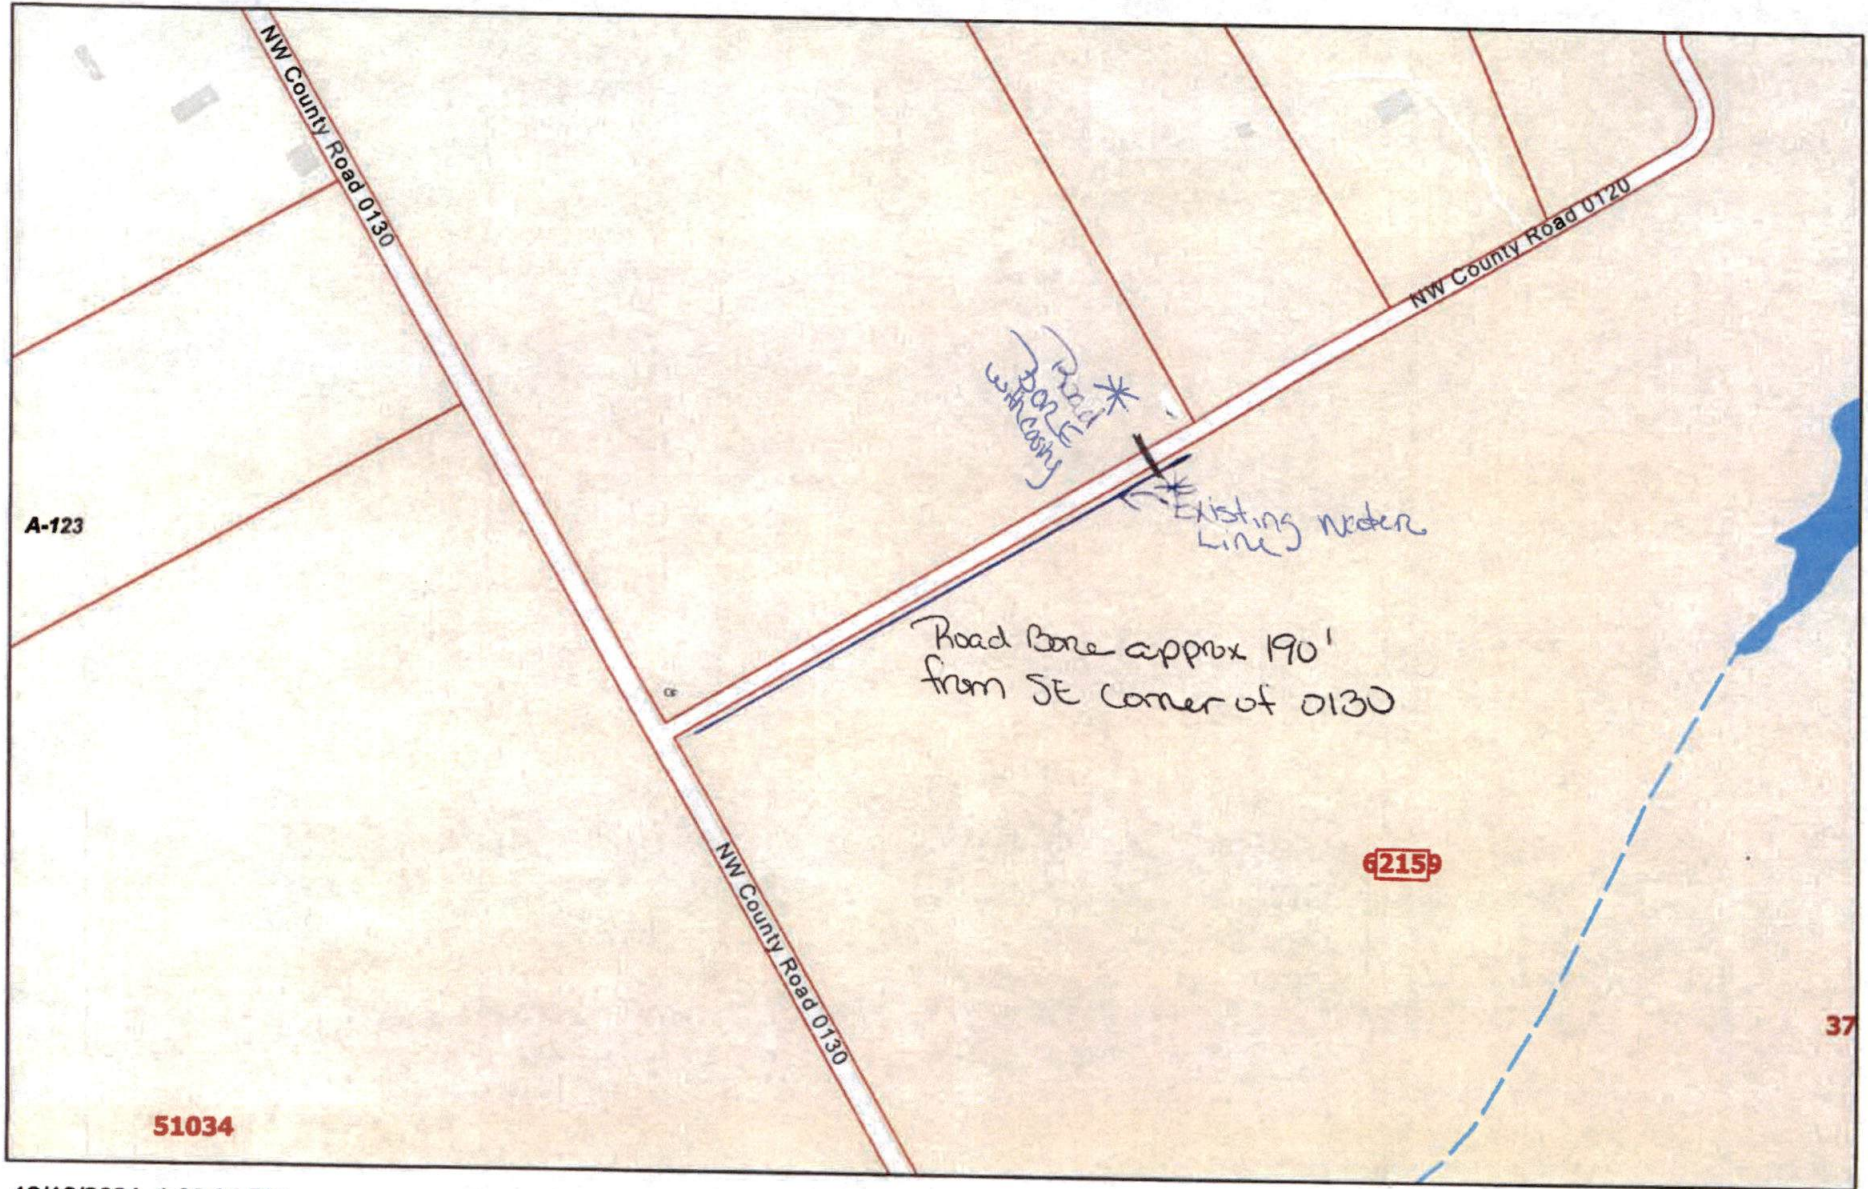 NW County Road 0130
NW County Road 0120
Road
BORE
with casing
Existing Water
Line
A-123
Road Bore approx 190'
from SE Corner of 0130
62159
NW County Road 0130
37
51034